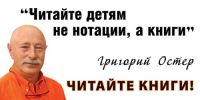 “Читайте детям
не нотации, а книги”
Григорий Остер
ЧИТАЙТЕ КНИГИ!